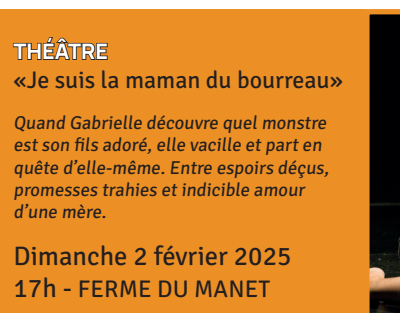 THÉÂTRE
«Je suis la maman du bourreau»
Quand Gabrielle découvre quel monstre
est son fils adoré, elle vacille et part en
quête d’elle-même. Entre espoirs déçus,
promesses trahies et indicible amour
d’une mère.
Dimanche 2 février 2025
17h - FERME DU MANET